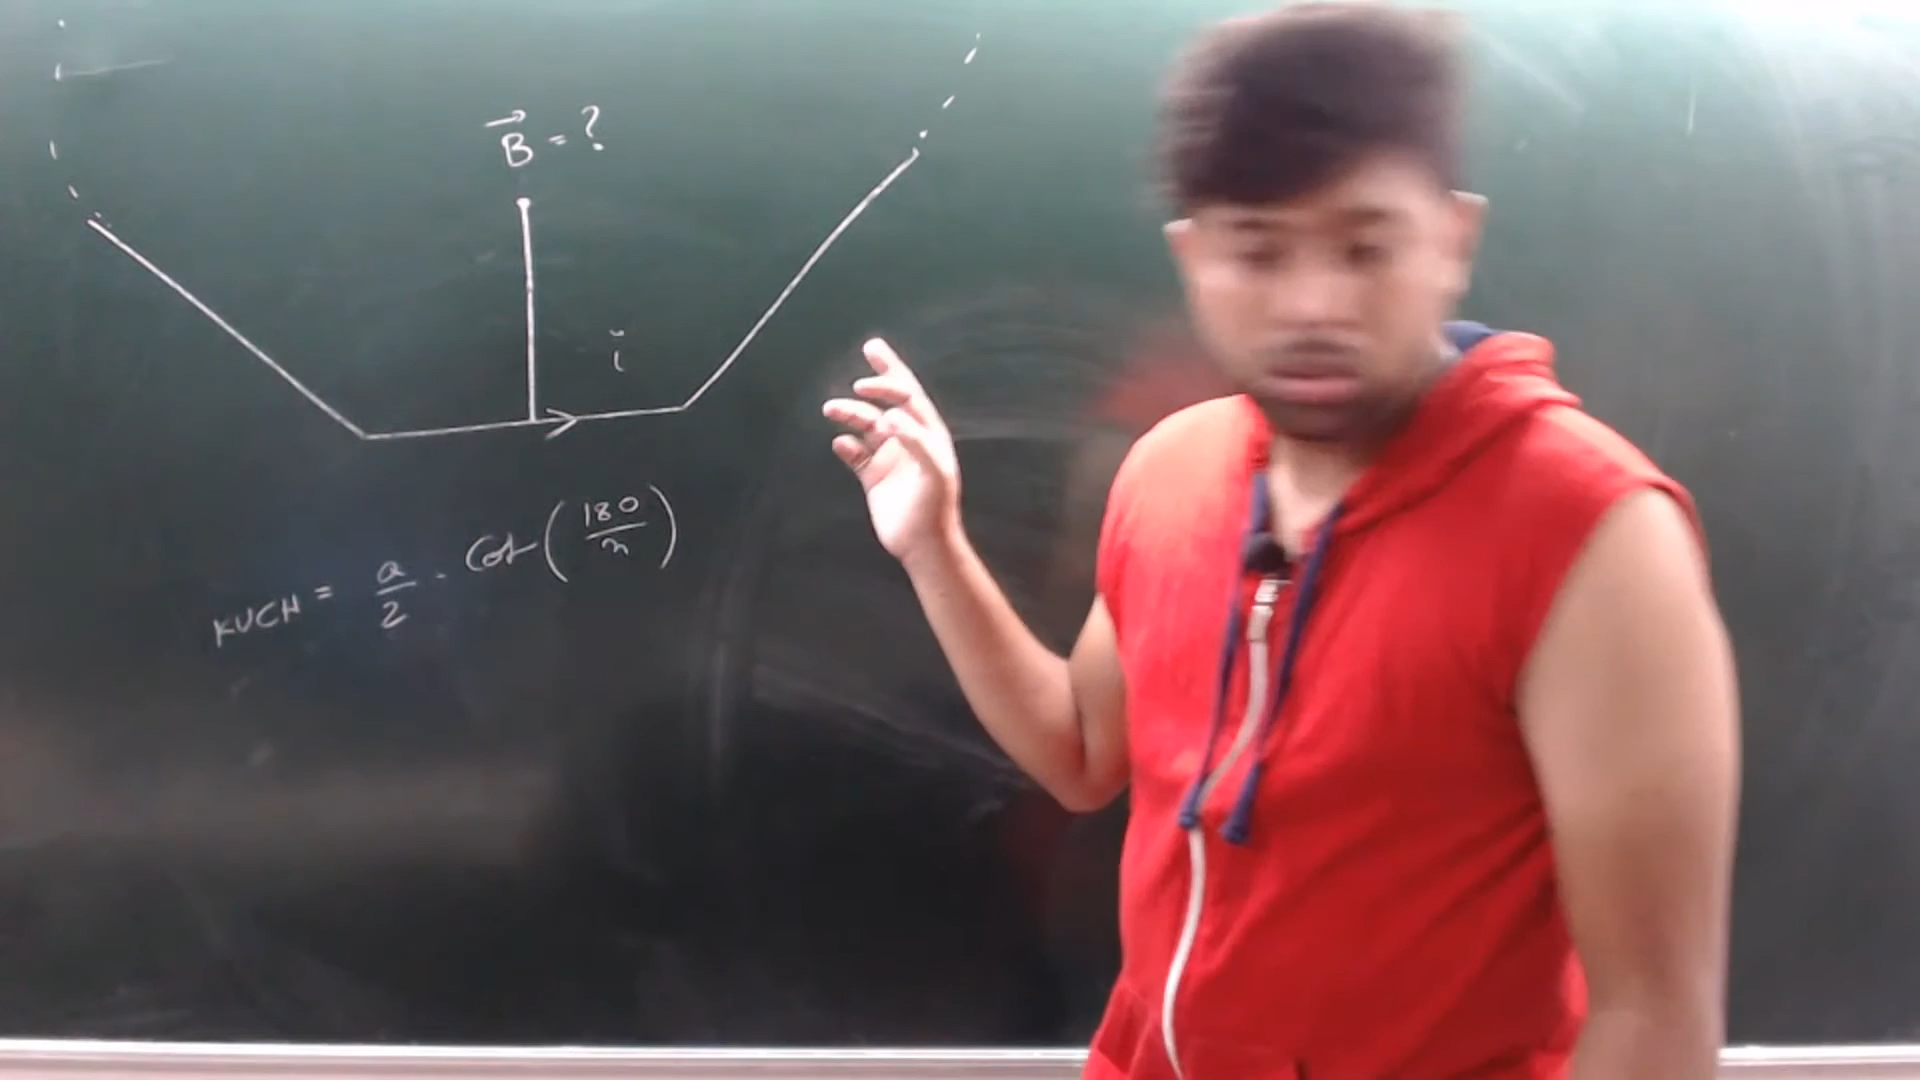 B⃗ = ?
i
KUCH = a/2 . Cot (180/n)